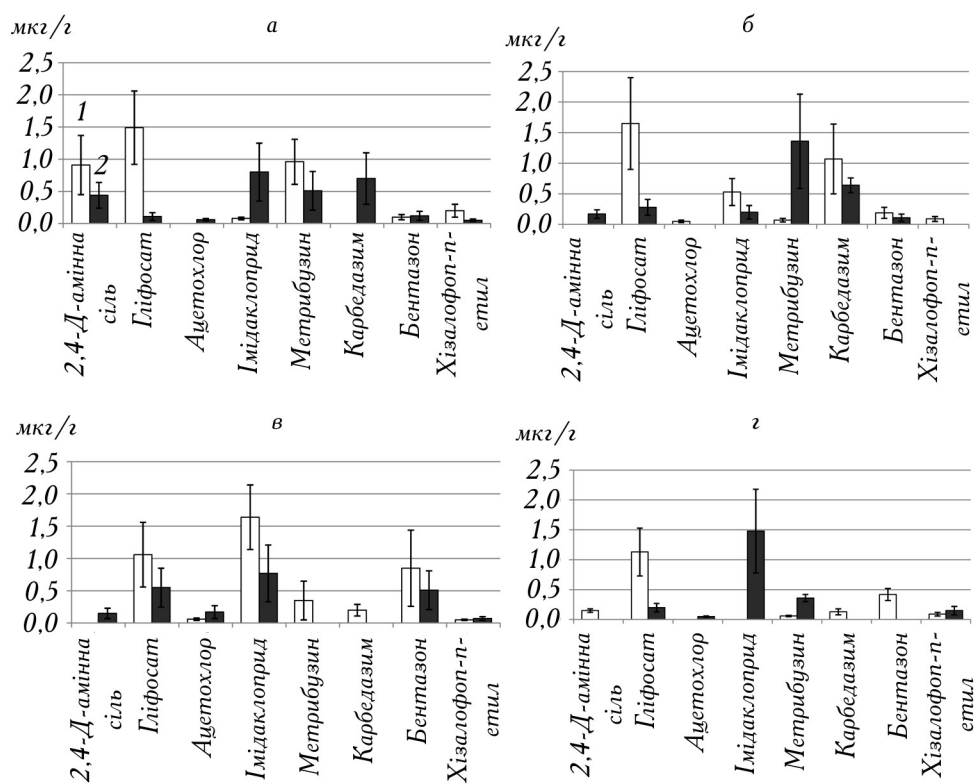 мкг/г
а
2,5
2,0
1,5
1,0
0,5
0,0
1
2
2,4-Д-амінна
сіль
Гліфосат
Ацетохлор
Імідаклоприд
Метрибузин
Карбедазим
Бентазон
Хізалофоп-п-
етил
мкг/г
б
2,5
2,0
1,5
1,0
0,5
0,0
2,4-Д-амінна
сіль
Гліфосат
Ацетохлор
Імідаклоприд
Метрибузин
Карбедазим
Бентазон
Хізалофоп-п-
етил
мкг/г
в
2,5
2,0
1,5
1,0
0,5
0,0
2,4-Д-амінна
сіль
Гліфосат
Ацетохлор
Імідаклоприд
Метрибузин
Карбедазим
Бентазон
Хізалофоп-п-
етил
мкг/г
г
2,5
2,0
1,5
1,0
0,5
0,0
2,4-Д-амінна
сіль
Гліфосат
Ацетохлор
Імідаклоприд
Метрибузин
Карбедазим
Бентазон
Хізалофоп-п-
етил